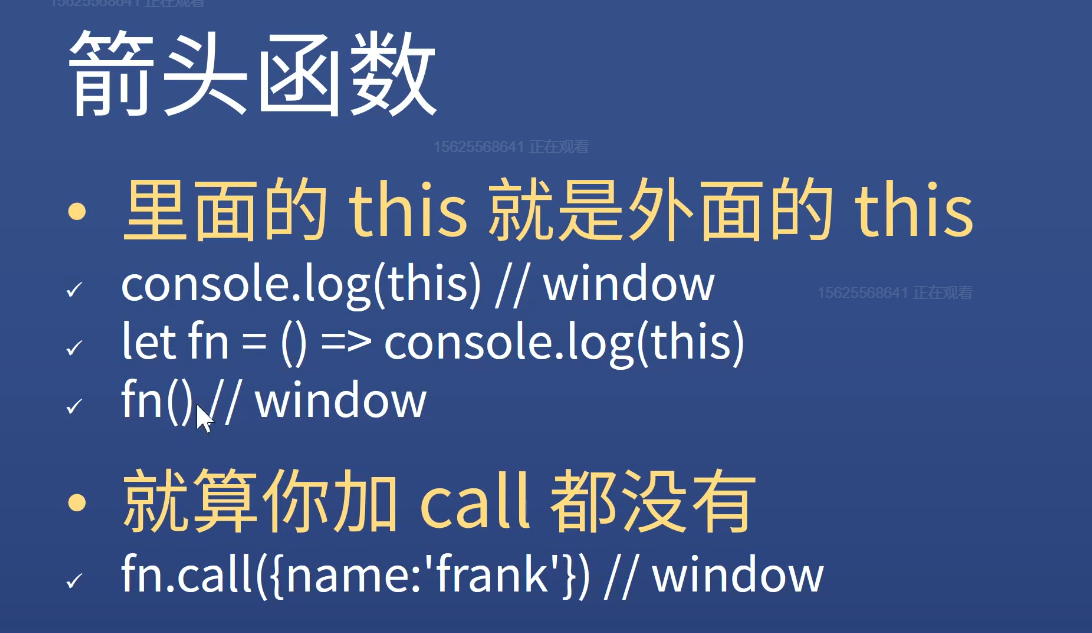 15625568641 正在观看
箭头函数
15625568641 正在观看
• 里面的 this 就是外面的 this
✓ console.log(this) // window
15625568641 正在观看
✓ let fn = () => console.log(this)
✓ fn() // window
• 就算你加 call 都没有
✓ fn.call({name:'frank'}) // window